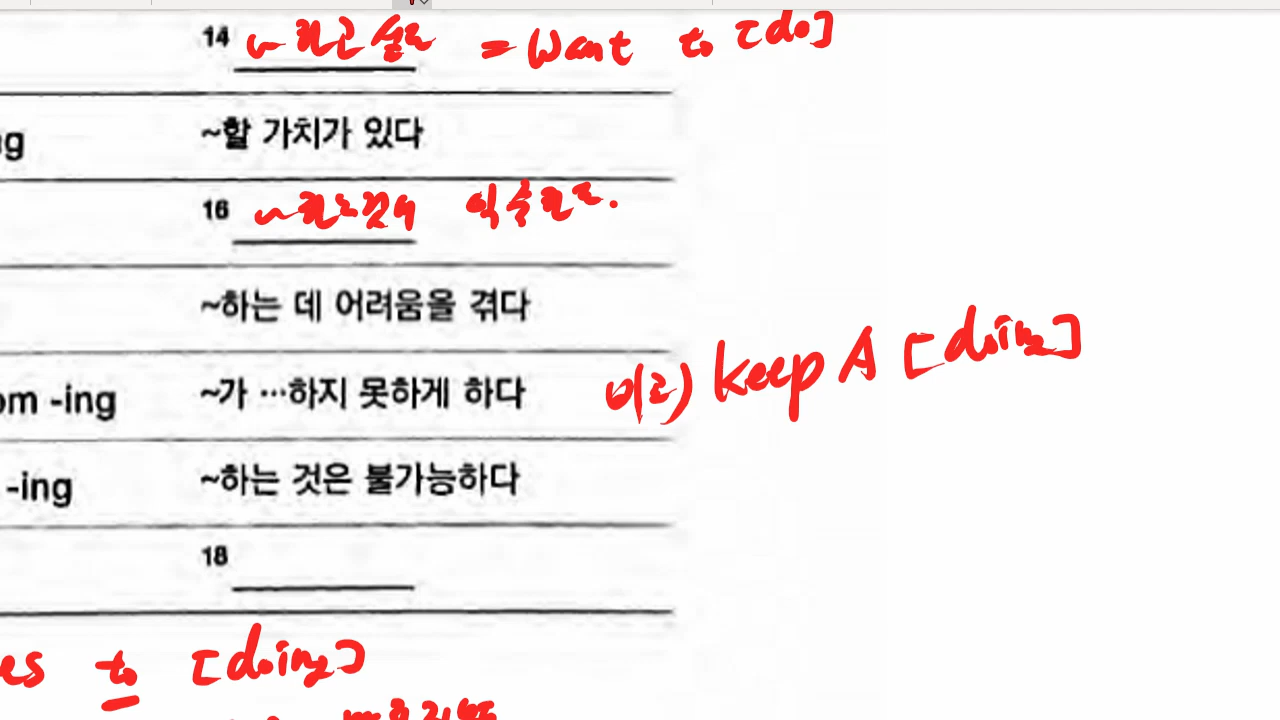 14 ~하고 싶다 = Want to [do]
ng ~할 가치가 있다
16 ~하는것에 익숙하다.
~하는 데 어려움을 겪다
om -ing ~가 …하지 못하게 하다 비교) keep A [doing]
-ing ~하는 것은 불가능하다
18
es to [doing]